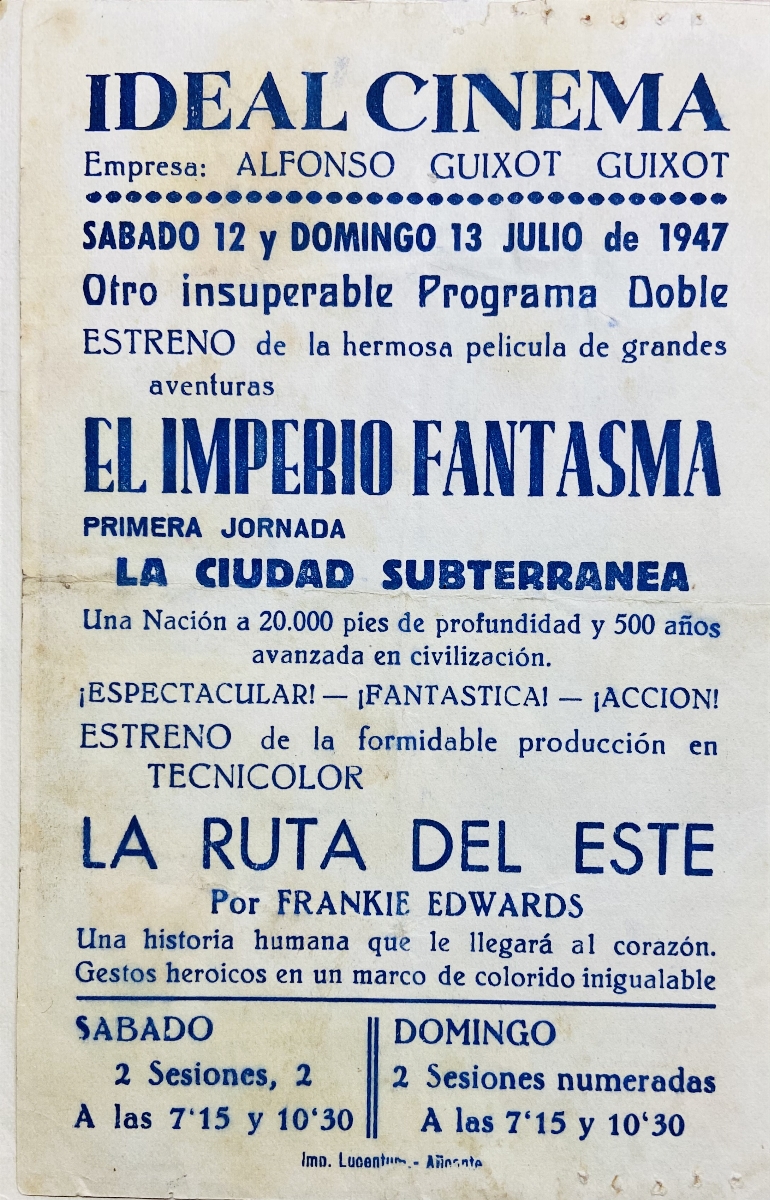 IDEAL CINEMA
Empresa: ALFONSO GUIXOT GUIXOT
SABADO 12 y DOMINGO 13 JULIO de 1947
Otro insuperable Programa Doble
ESTRENO de la hermosa pelicula de grandes
aventuras
EL IMPERIO FANTASMA
PRIMERA JORNADA
LA CIUDAD SUBTERRANEA
Una Nación a 20.000 pies de profundidad y 500 años
avanzada en civilización.
¡ESPECTACULAR! — ¡FANTASTICA! — ¡ACCION!
ESTRENO de la formidable producción en
TECNICOLOR
LA RUTA DEL ESTE
Por FRANKIE EDWARDS
Una historia humana que le llegará al corazón.
Gestos heroicos en un marco de colorido inigualable
SABADO
2 Sesiones, 2
A las 7‘15 y 10‘30
DOMINGO
2 Sesiones numeradas
A las 7‘15 y 10‘30
Imp. Lucentum.- Alicante